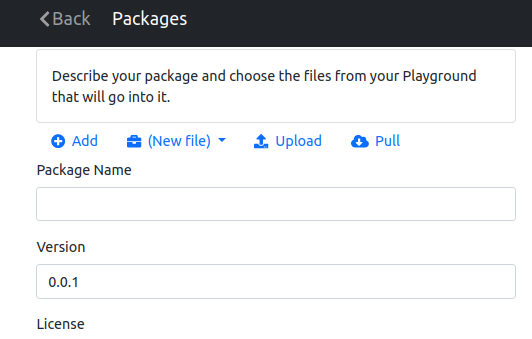 Back Packages
Describe your package and choose the files from your Playground
that will go into it.
Add (New file) Upload Pull
Package Name
Version
0.0.1
License